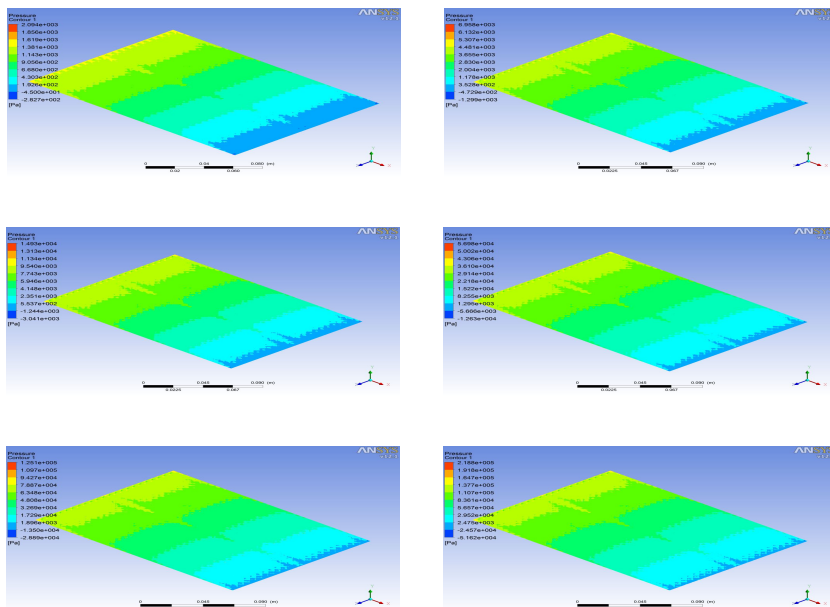 Pressure
Contour 1
2.094e+003
1.856e+003
1.619e+003
1.381e+003
1.143e+003
9.056e+002
6.680e+002
4.303e+002
1.926e+002
-4.500e+001
-2.827e+002
[Pa]
ANSYS
0 0.04 0.080 (m)
0.02 0.060
Pressure
Contour 1
6.958e+003
6.132e+003
5.307e+003
4.481e+003
3.655e+003
2.830e+003
2.004e+003
1.178e+003
3.528e+002
-4.729e+002
-1.299e+003
[Pa]
ANSYS
0 0.045 0.090 (m)
0.0225 0.067
Pressure
Contour 1
1.493e+004
1.313e+004
1.134e+004
9.540e+003
7.743e+003
5.946e+003
4.148e+003
2.351e+003
5.537e+002
-1.244e+003
-3.041e+003
[Pa]
ANSYS
0 0.045 0.090 (m)
0.0225 0.067
Pressure
Contour 1
5.698e+004
5.002e+004
4.306e+004
3.610e+004
2.914e+004
2.218e+004
1.522e+004
8.255e+003
1.295e+003
-5.666e+003
-1.263e+004
[Pa]
ANSYS
0 0.045 0.090 (m)
0.0225 0.067
Pressure
Contour 1
1.251e+005
1.097e+005
9.427e+004
7.887e+004
6.348e+004
4.808e+004
3.269e+004
1.729e+004
1.896e+003
-1.350e+004
-2.889e+004
[Pa]
ANSYS
0 0.045 0.090 (m)
Pressure
Contour 1
2.188e+005
1.918e+005
1.647e+005
1.377e+005
1.107e+005
8.361e+004
5.657e+004
2.952e+004
2.475e+003
-2.457e+004
-5.162e+004
[Pa]
ANSYS
0 0.045 0.090 (m)